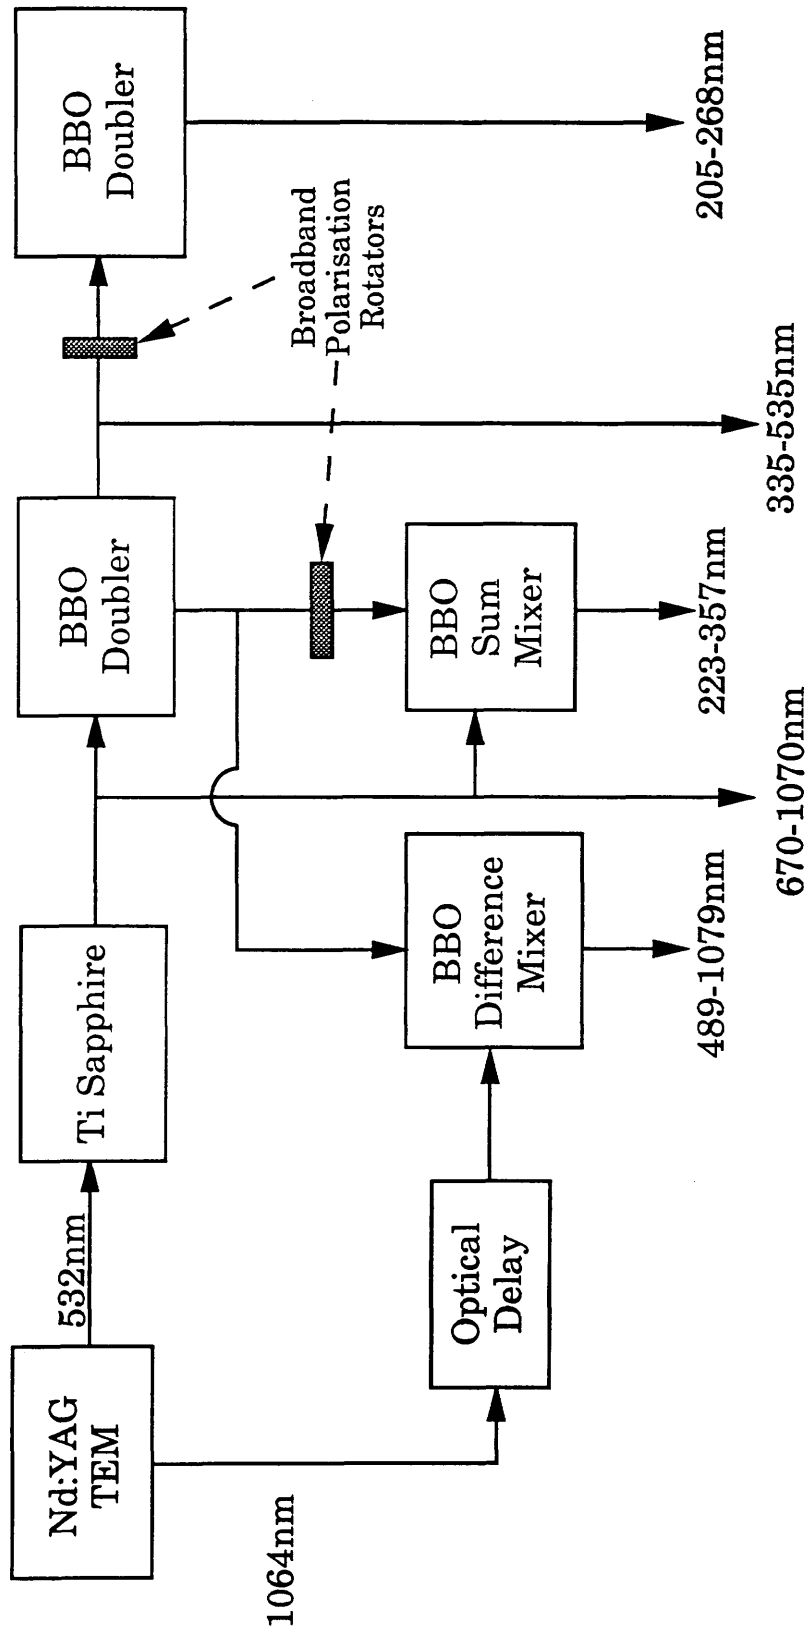 Nd:YAG
TEM
532nm
Ti Sapphire
BBO
Doubler
BBO
Doubler
Broadband
Polarisation
Rotators
1064nm
Optical
Delay
BBO
Difference
Mixer
BBO
Sum
Mixer
489-1079nm
670-1070nm
223-357nm
335-535nm
205-268nm